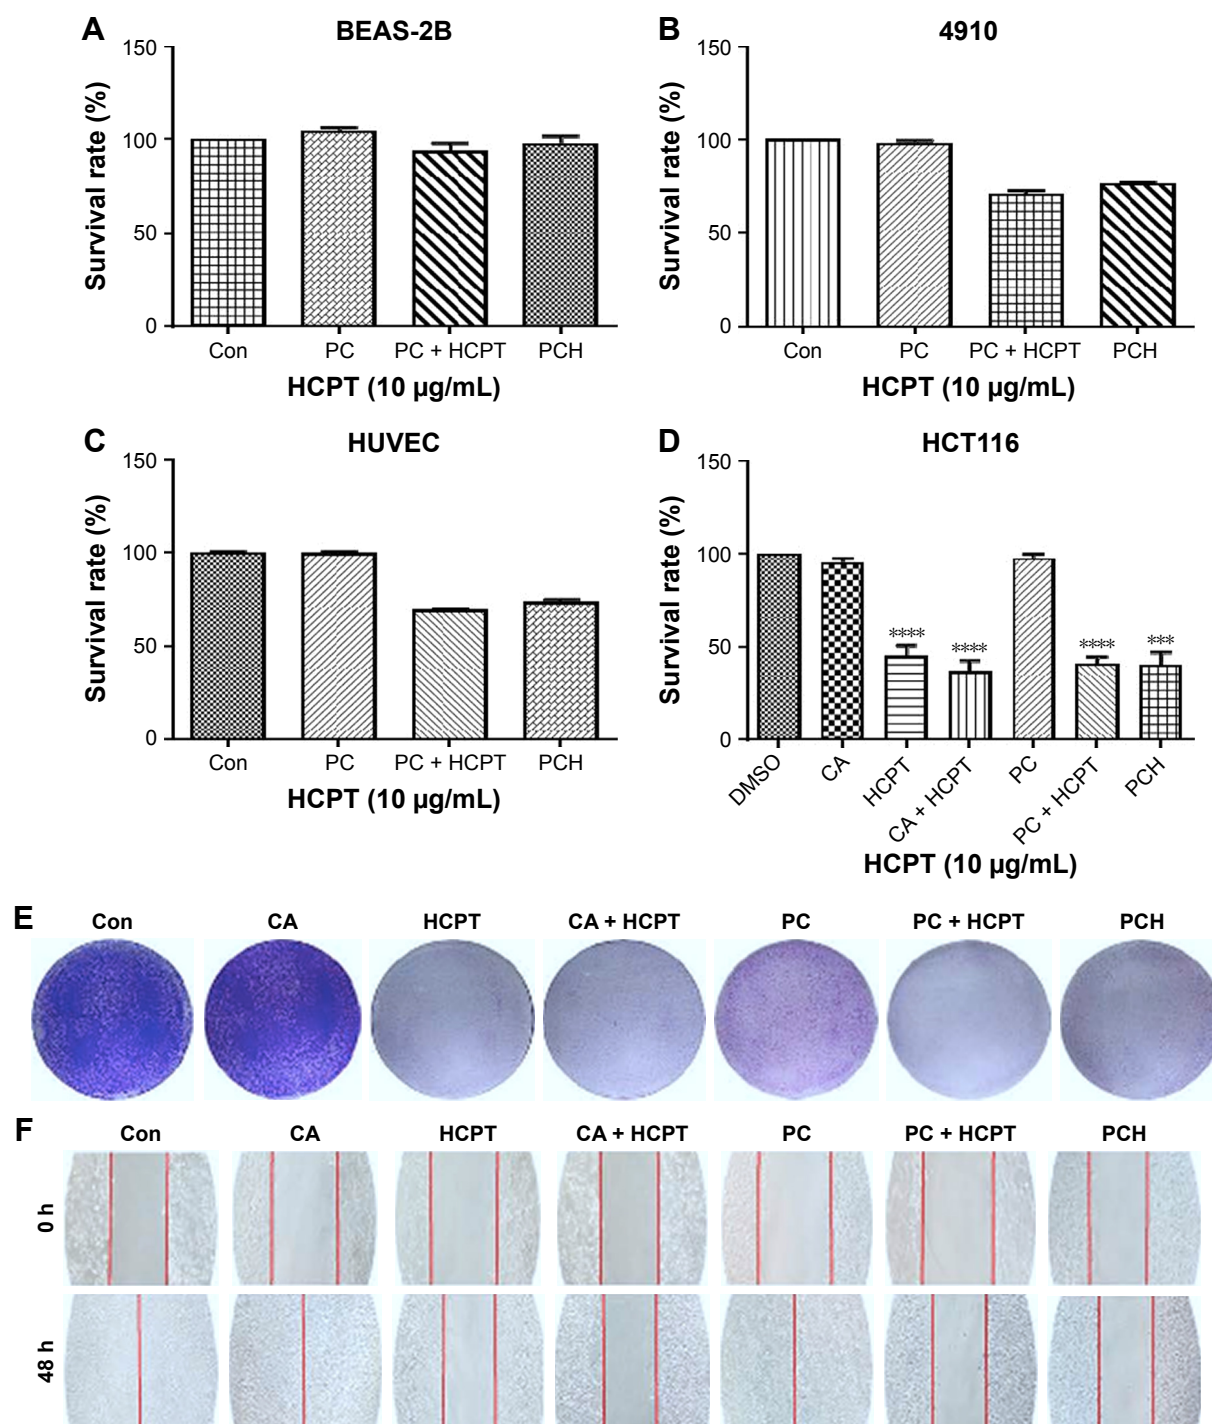 A
BEAS-2B
150
100
50
0
Survival rate (%)
Con PC PC + HCPT PCH
HCPT (10 µg/mL)
B
4910
150
100
50
0
Survival rate (%)
Con PC PC + HCPT PCH
HCPT (10 µg/mL)
C
HUVEC
150
100
50
0
Survival rate (%)
Con PC PC + HCPT PCH
HCPT (10 µg/mL)
D
HCT116
150
100
50
0
Survival rate (%)
**** **** **** ***
DMSO CA HCPT CA + HCPT PC PC + HCPT PCH
HCPT (10 µg/mL)
E
Con CA HCPT CA + HCPT PC PC + HCPT PCH
F
Con CA HCPT CA + HCPT PC PC + HCPT PCH
0 h
48 h